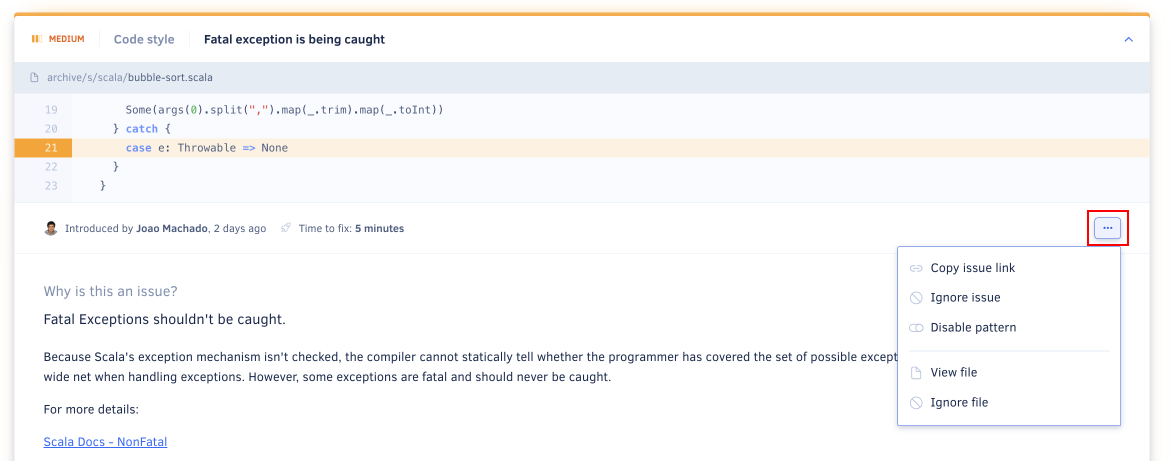 MEDIUM Code style Fatal exception is being caught
archive/s/scala/bubble-sort.scala
19 Some(args(0).split(",").map(_.trim).map(_.toInt))
20 } catch {
21 case e: Throwable => None
22 }
23 }
Introduced by Joao Machado, 2 days ago Time to fix: 5 minutes ...
Copy issue link
Ignore issue
Disable pattern
View file
Ignore file
Why is this an issue?
Fatal Exceptions shouldn't be caught.
Because Scala's exception mechanism isn't checked, the compiler cannot statically tell whether the programmer has covered the set of possible except
wide net when handling exceptions. However, some exceptions are fatal and should never be caught.
For more details:
Scala Docs - NonFatal